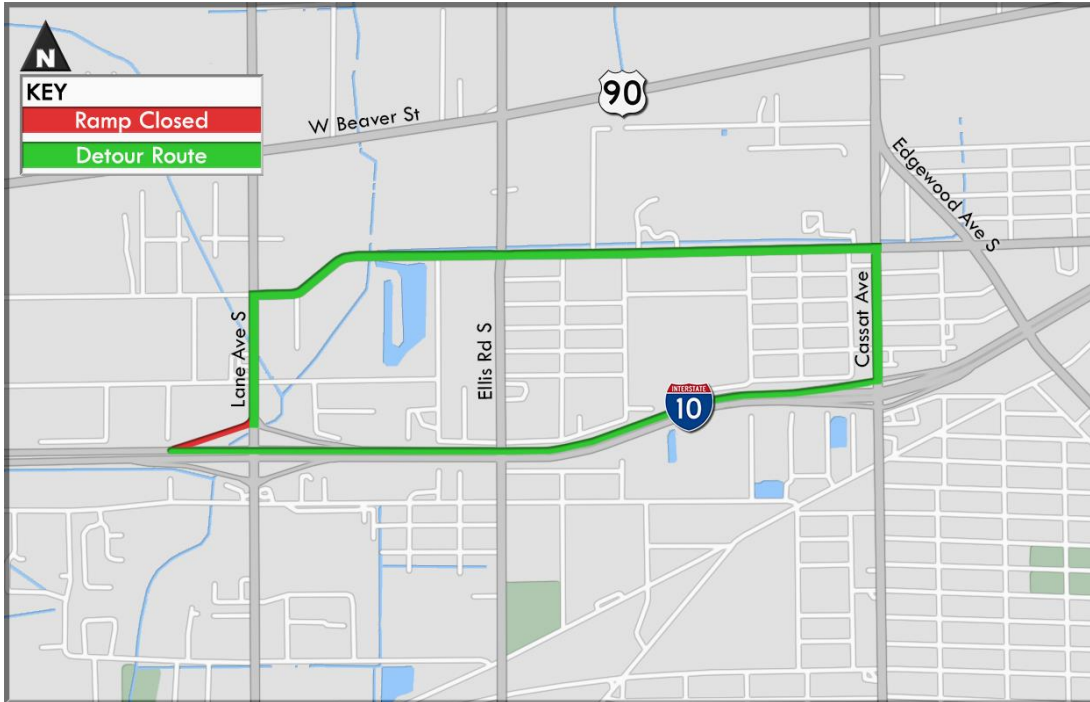 N
KEY
Ramp Closed
Detour Route
W Beaver St
90
Edgewood Ave S
Lane Ave S
Ellis Rd S
Cassat Ave
INTERSTATE
10